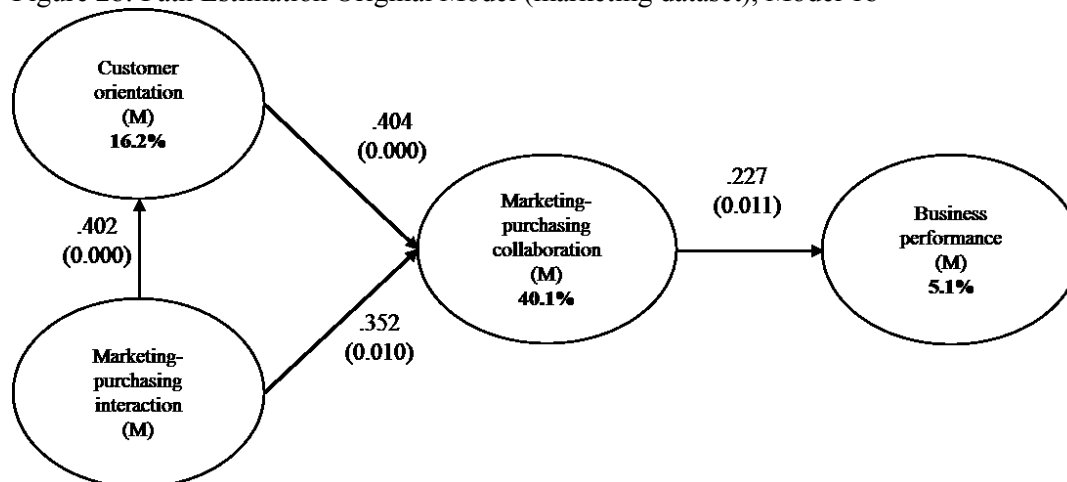 Figure 20. Path Estimation Original Model (marketing dataset), Model 18
Customer
orientation
(M)
16.2%
.404
(0.000)
.402
(0.000)
Marketing-
purchasing
collaboration
(M)
40.1%
.227
(0.011)
Business
performance
(M)
5.1%
.352
(0.010)
Marketing-
purchasing
interaction
(M)